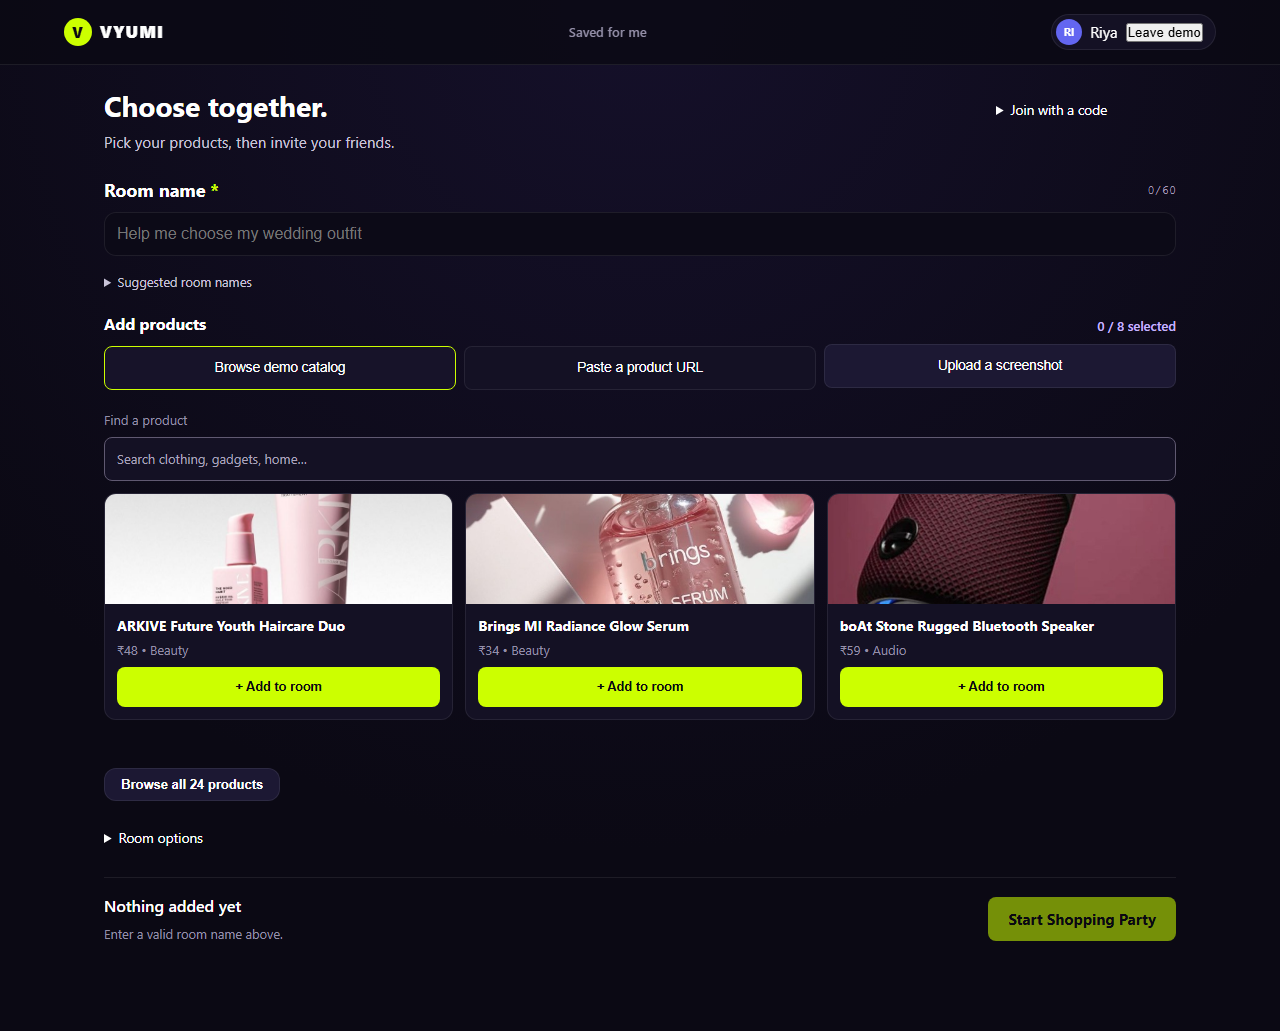 V VYUMI
Saved for me
RI Riya Leave demo
Choose together.
Join with a code
Pick your products, then invite your friends.
Room name *
0/60
Help me choose my wedding outfit
Suggested room names
Add products
0 / 8 selected
Browse demo catalog
Paste a product URL
Upload a screenshot
Find a product
Search clothing, gadgets, home...
ARKIVE
brings
SERUM
ARKIVE Future Youth Haircare Duo
₹48 • Beauty
+ Add to room
Brings MI Radiance Glow Serum
₹34 • Beauty
+ Add to room
boAt Stone Rugged Bluetooth Speaker
₹59 • Audio
+ Add to room
Browse all 24 products
Room options
Nothing added yet
Enter a valid room name above.
Start Shopping Party